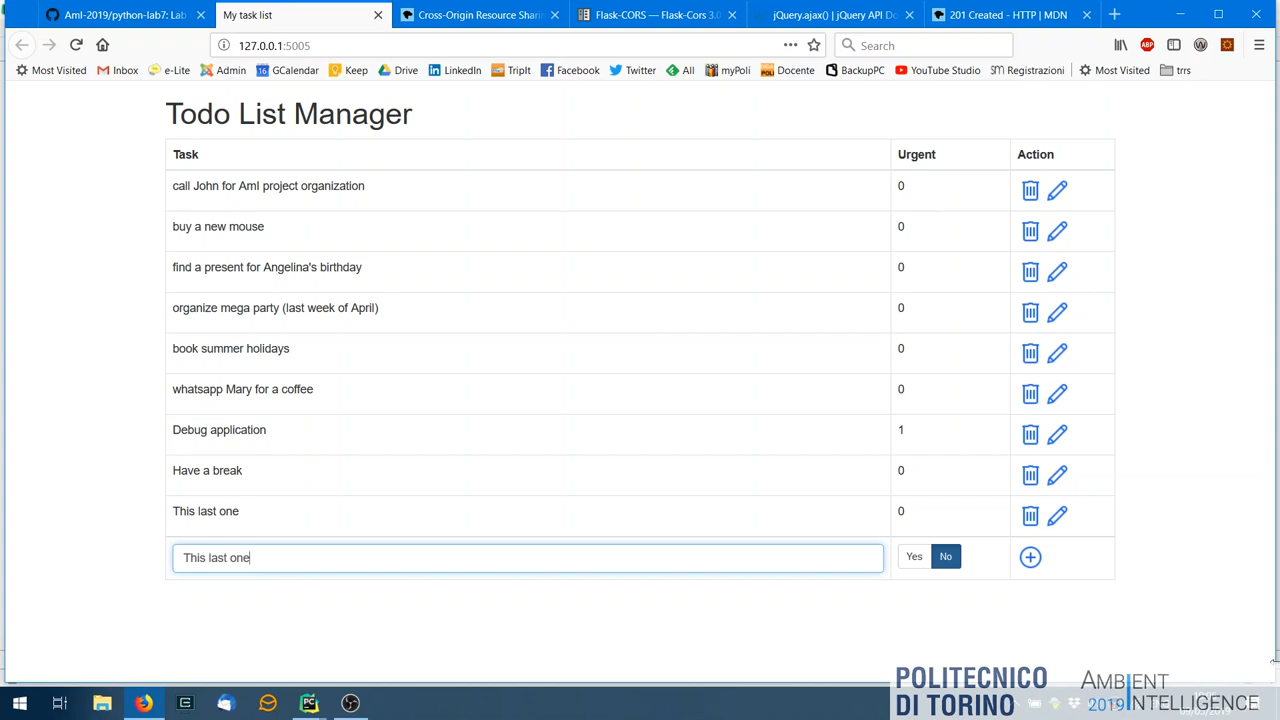 AmI-2019/python-lab7: Lab
My task list
Cross-Origin Resource Sharin
Flask-CORS — Flask-Cors 3.0
jQuery.ajax() | jQuery API Do
201 Created - HTTP | MDN
127.0.0.1:5005
Search
ABP
Most Visited
Inbox
e-Lite
Admin
16 GCalendar
Keep
Drive
LinkedIn
TripIt
Facebook
Twitter
All
myPoli
Docente
BackupPC
YouTube Studio
Registrazioni
Most Visited
trrs
Todo List Manager
Task Urgent Action
call John for AmI project organization 0
buy a new mouse 0
find a present for Angelina's birthday 0
organize mega party (last week of April) 0
book summer holidays 0
whatsapp Mary for a coffee 0
Debug application 1
Have a break 0
This last one 0
This last one Yes No
POLITECNICO
DI TORINO
AMBIENT
2019 INTELLIGENCE
PC